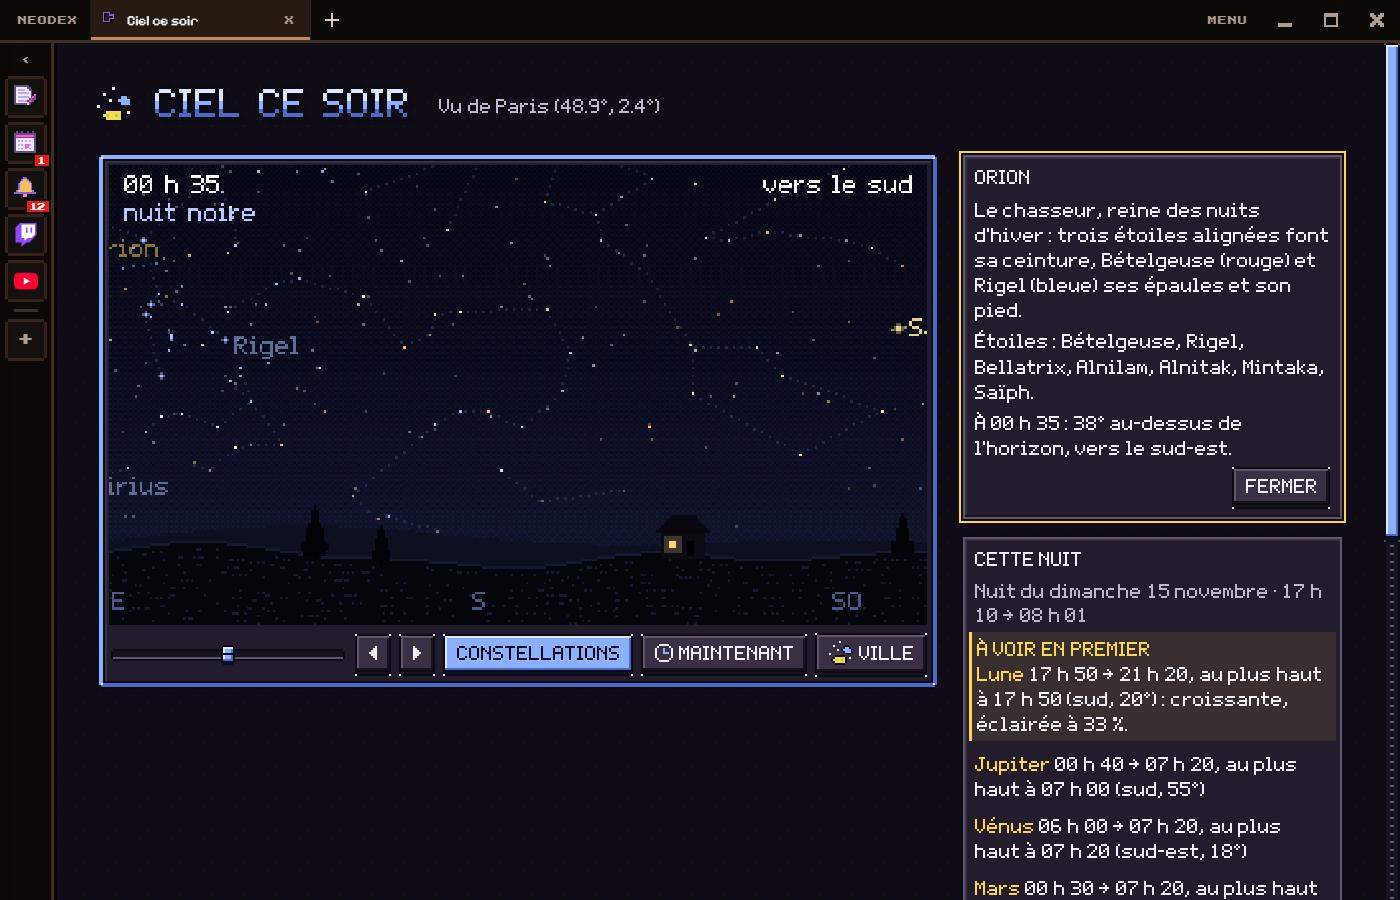 NEODEX
Ciel ce soir
MENU
1
12
CIEL CE SOIR
Vu de Paris (48.9°, 2.4°)
00 h 35
vers le sud
nuit noire
rion
S.
Rigel
irius
E
S
SO
CONSTELLATIONS
MAINTENANT
VILLE
ORION
Le chasseur, reine des nuits
d'hiver : trois étoiles alignées font
sa ceinture, Bételgeuse (rouge) et
Rigel (bleue) ses épaules et son
pied.
Étoiles : Bételgeuse, Rigel,
Bellatrix, Alnilam, Alnitak, Mintaka,
Saïph.
À 00 h 35 : 38° au-dessus de
l'horizon, vers le sud-est.
FERMER
CETTE NUIT
Nuit du dimanche 15 novembre · 17 h
10 → 08 h 01
À VOIR EN PREMIER
Lune 17 h 50 → 21 h 20, au plus haut
à 17 h 50 (sud, 20°) : croissante,
éclairée à 33 %.
Jupiter 00 h 40 → 07 h 20, au plus
haut à 07 h 00 (sud, 55°)
Vénus 06 h 00 → 07 h 20, au plus
haut à 07 h 20 (sud-est, 18°)
Mars 00 h 30 → 07 h 20, au plus haut